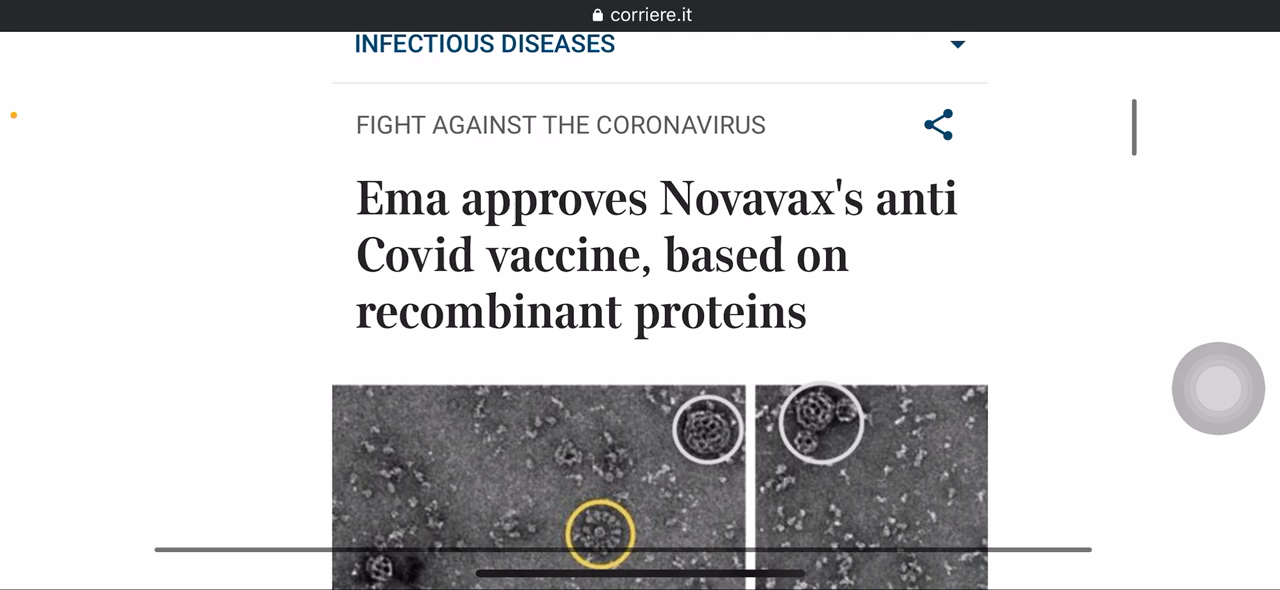 corriere.it
INFECTIOUS DISEASES
FIGHT AGAINST THE CORONAVIRUS
Ema approves Novavax's anti
Covid vaccine, based on
recombinant proteins